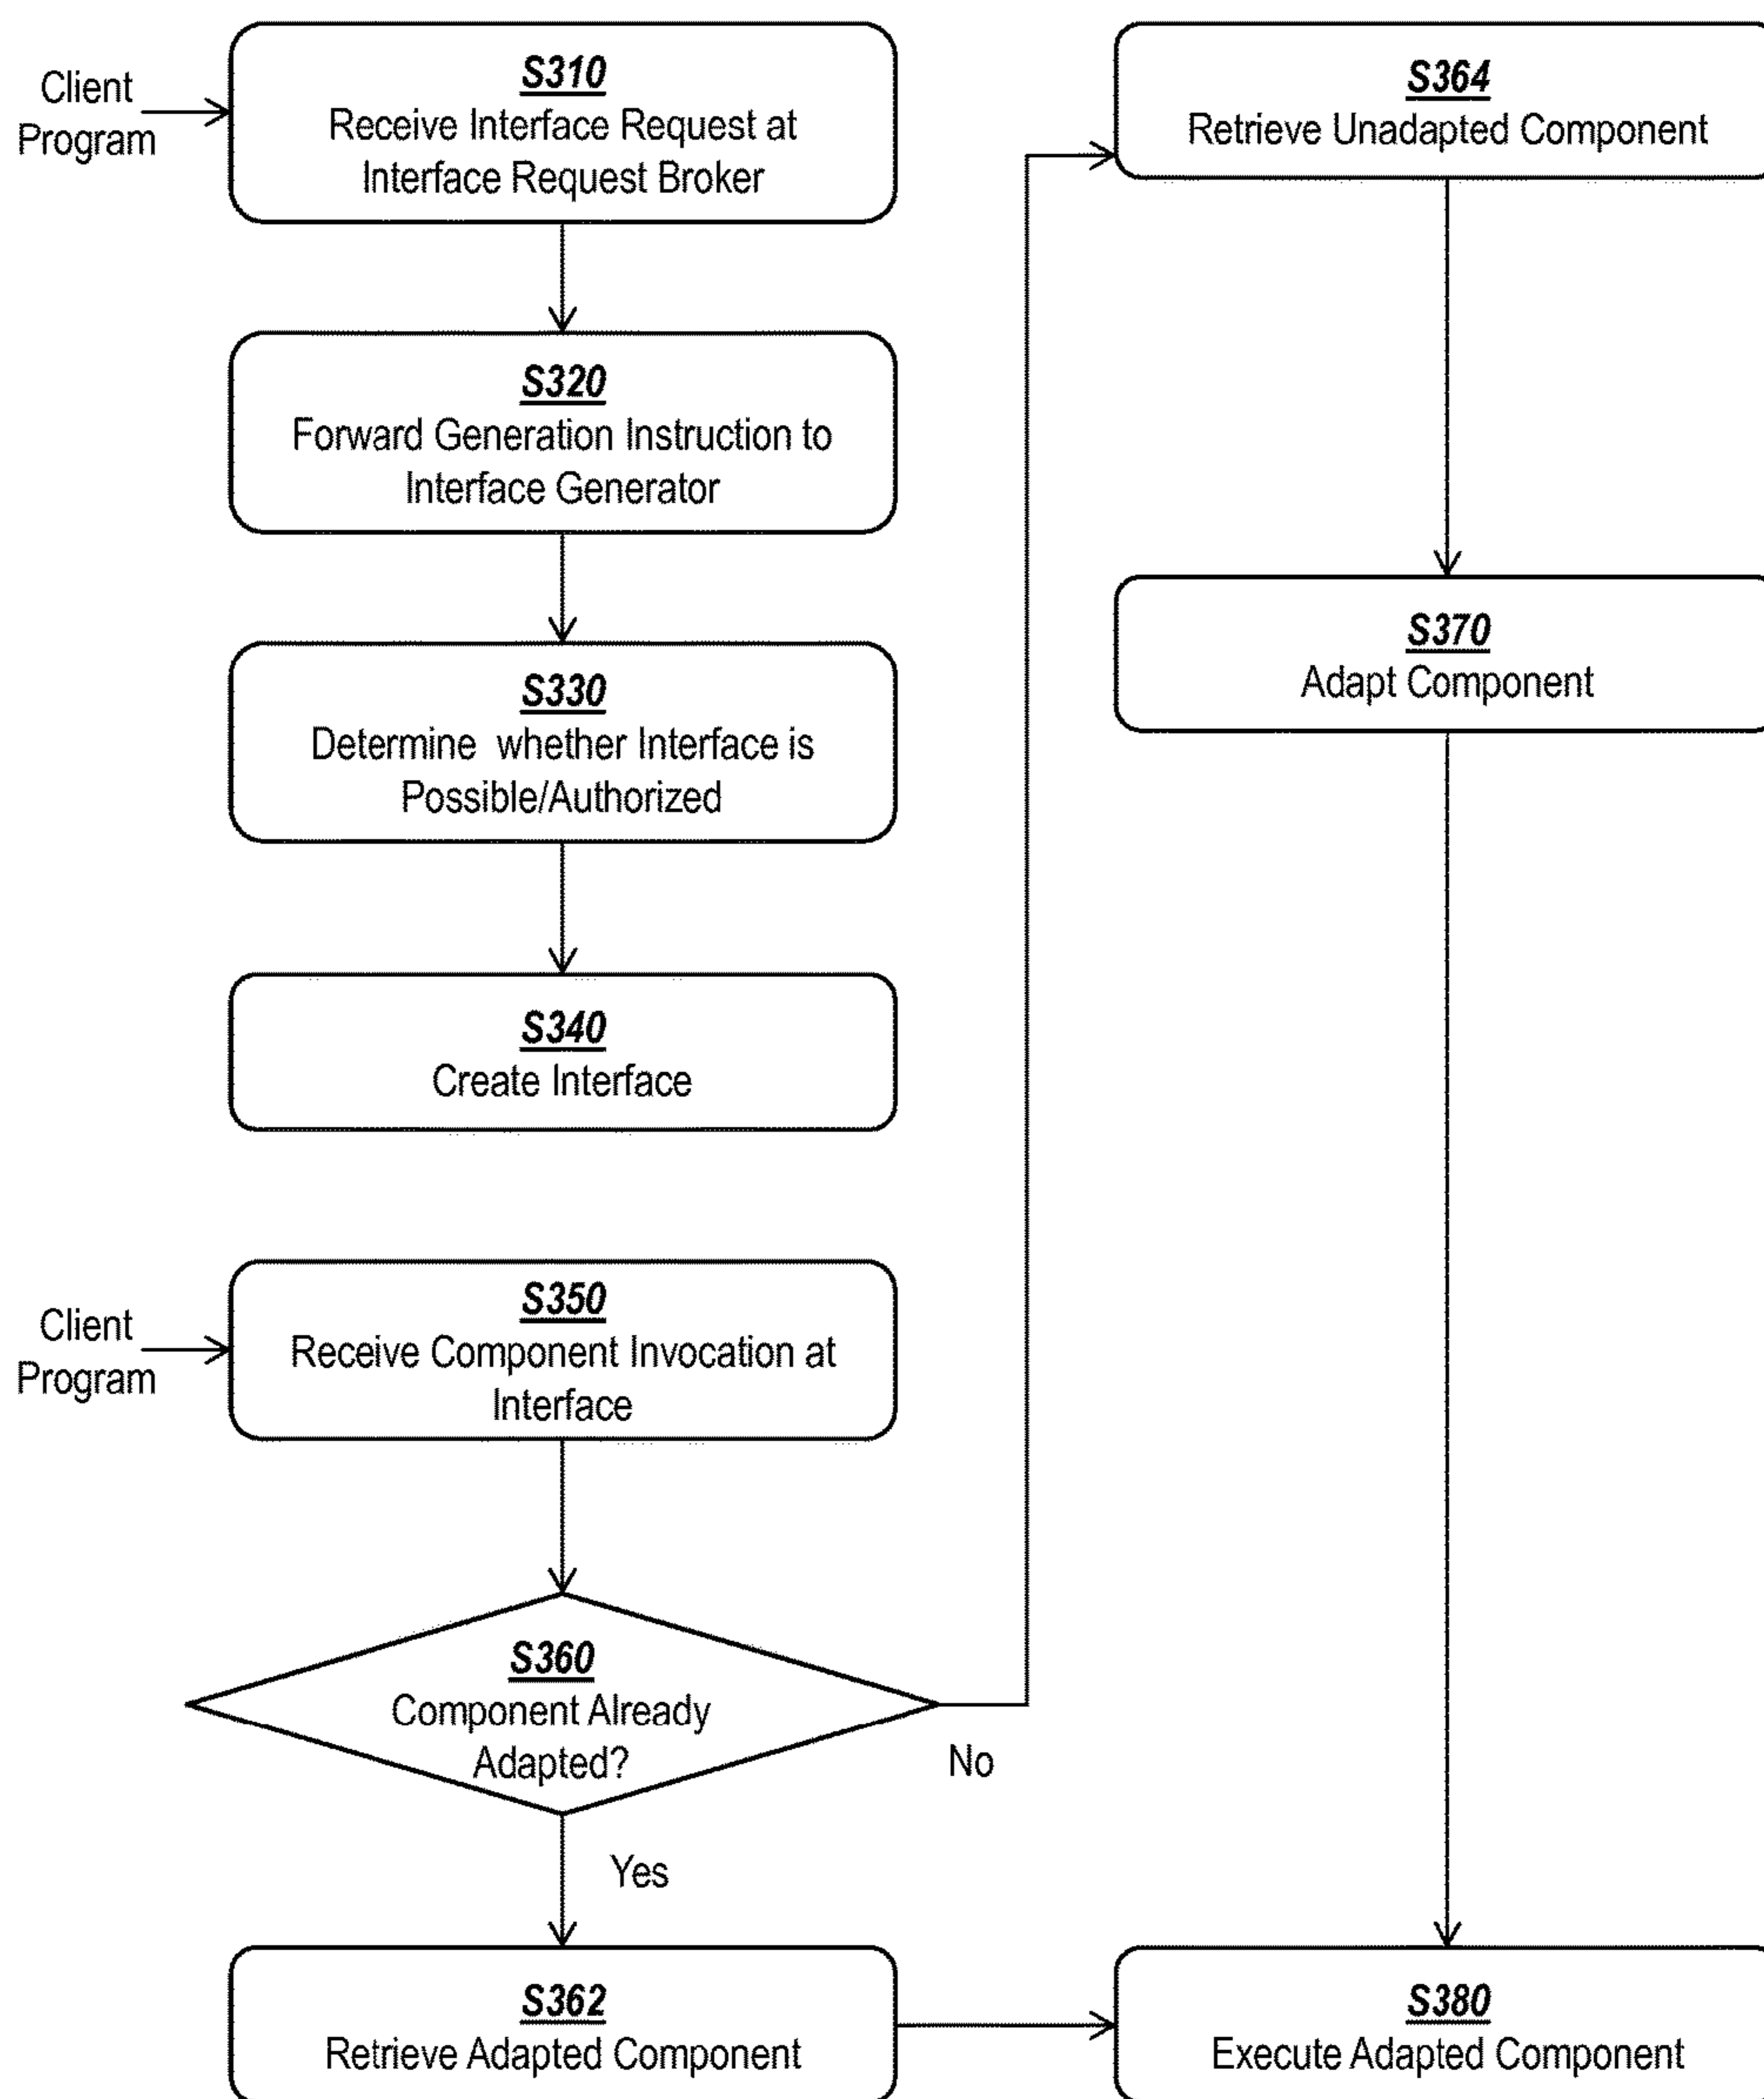 Client
Program
S310
Receive Interface Request at
Interface Request Broker
S320
Forward Generation Instruction to
Interface Generator
S330
Determine whether Interface is
Possible/Authorized
S340
Create Interface
Client
Program
S350
Receive Component Invocation at
Interface
S360
Component Already
Adapted?
No
Yes
S362
Retrieve Adapted Component
S364
Retrieve Unadapted Component
S370
Adapt Component
S380
Execute Adapted Component